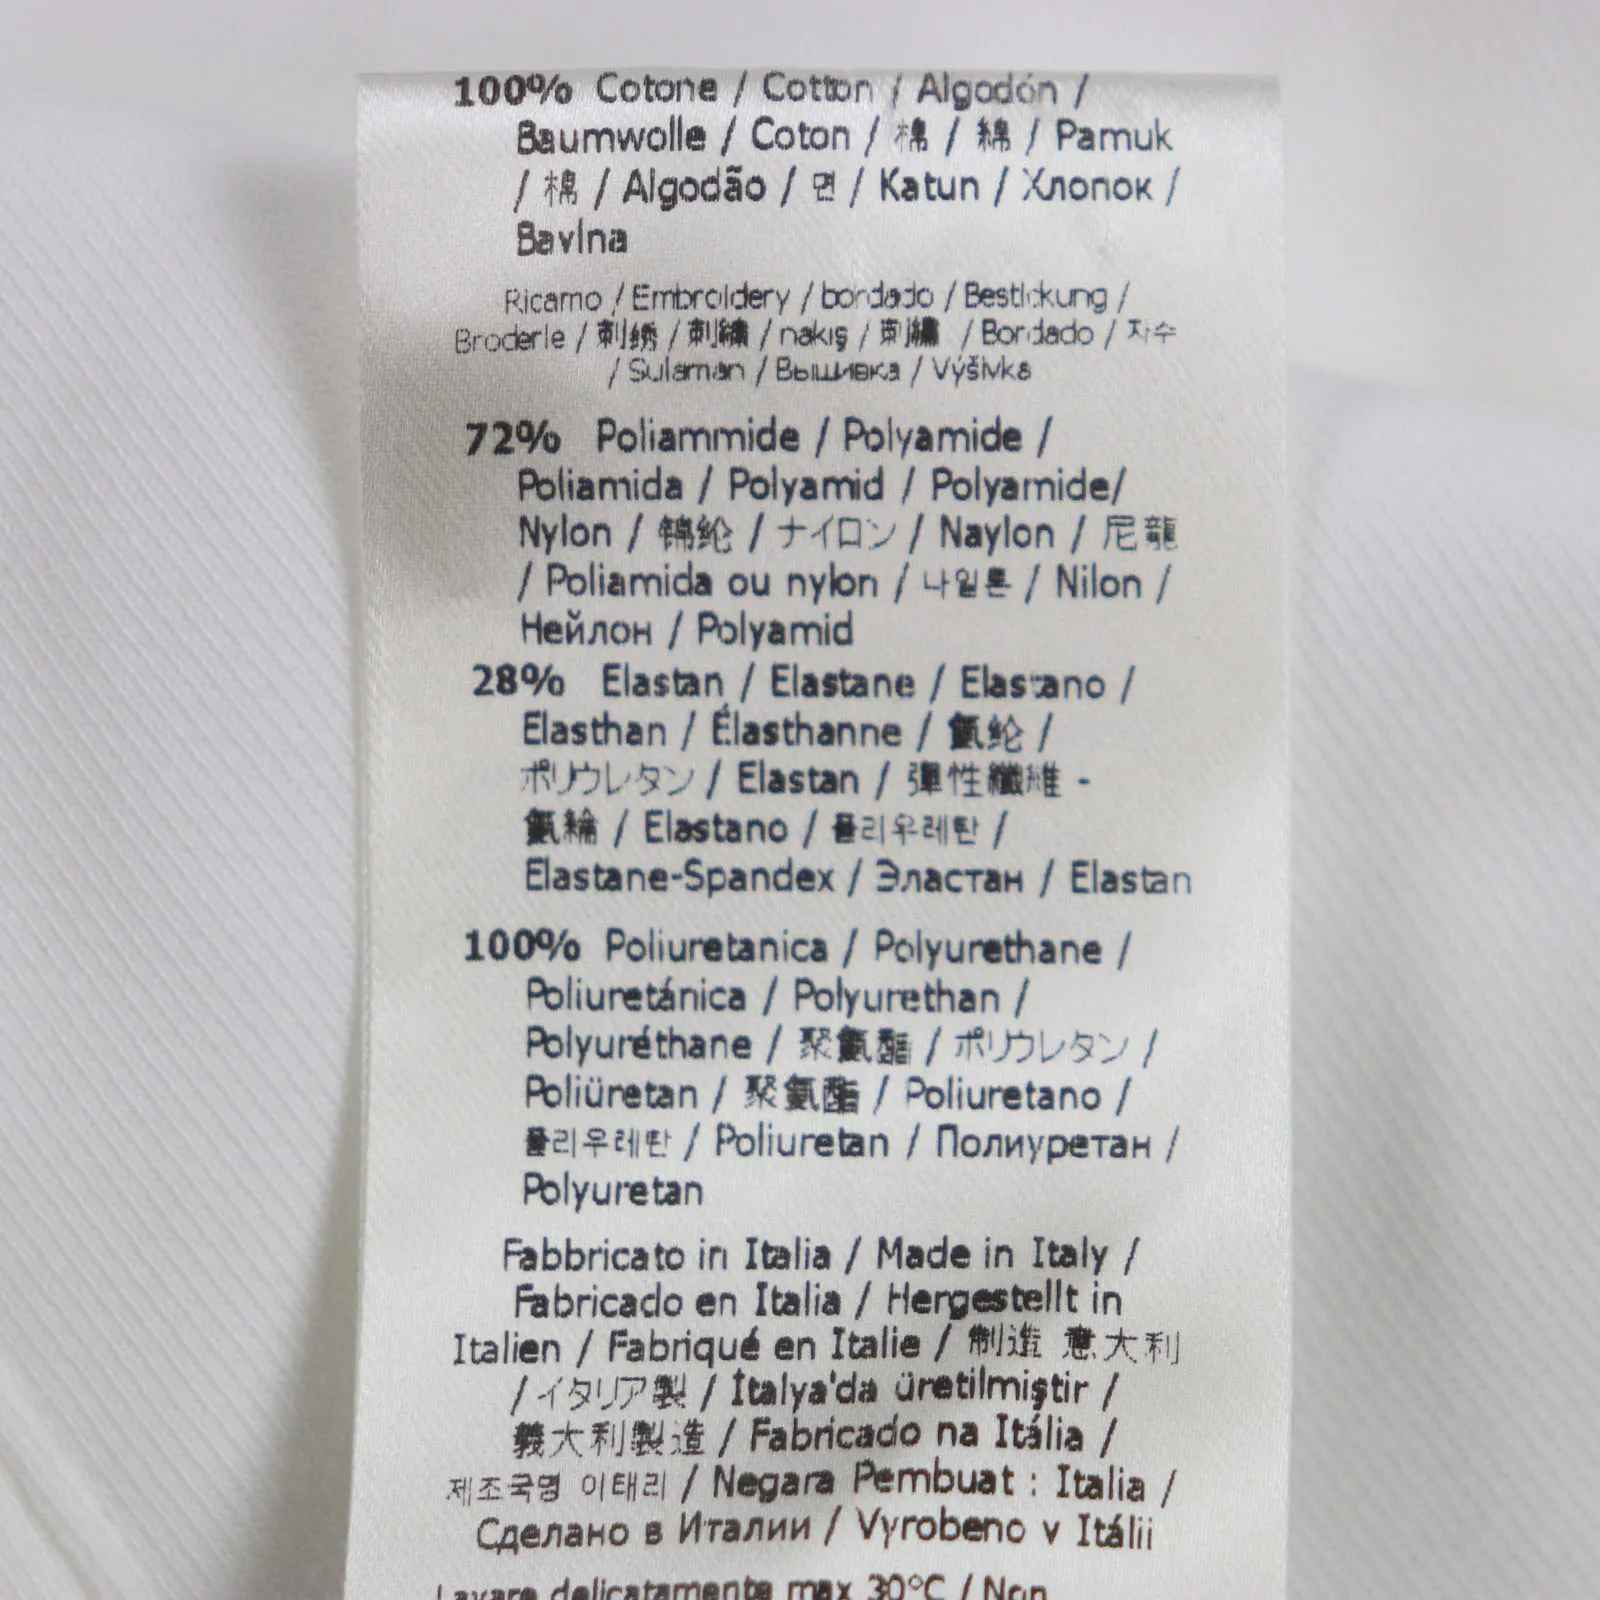 100% Cotone / Cotton / Algodón /
Baumwolle / Coton / 棉 / 綿 / Pamuk
/ 棉 / Algodão / 면 / Katun / Хлопок /
Bavlna
Ricamo / Embroidery / bordado / Bestickung /
Broderie / 刺绣 / 刺繍 / nakış / 刺繡 / Bordado / 자수
/ Sulaman / Вышивка / Výšivka
72% Poliammide / Polyamide /
Poliamida / Polyamid / Polyamide/
Nylon / 锦纶 / ナイロン / Naylon / 尼龍
/ Poliamida ou nylon / 나일론 / Nilon /
Нейлон / Polyamid
28% Elastan / Elastane / Elastano /
Elasthan / Élasthanne / 氨纶 /
ポリウレタン / Elastan / 彈性纖維 -
氨綸 / Elastano / 폴리우레탄 /
Elastane-Spandex / Эластан / Elastan
100% Poliuretanica / Polyurethane /
Poliuretánica / Polyurethan /
Polyuréthane / 聚氨酯 / ポリウレタン /
Poliüretan / 聚氨酯 / Poliuretano /
폴리우레탄 / Poliuretan / Полиуретан /
Polyuretan
Fabbricato in Italia / Made in Italy /
Fabricado en Italia / Hergestellt in
Italien / Fabriqué en Italie / 制造 意大利
/ イタリア製 / İtalya'da üretilmiştir /
義大利製造 / Fabricado na Itália /
제조국명 이태리 / Negara Pembuat : Italia /
Сделано в Италии / Vyrobeno v Itálii
Lavare delicatamente max 30°C / Non